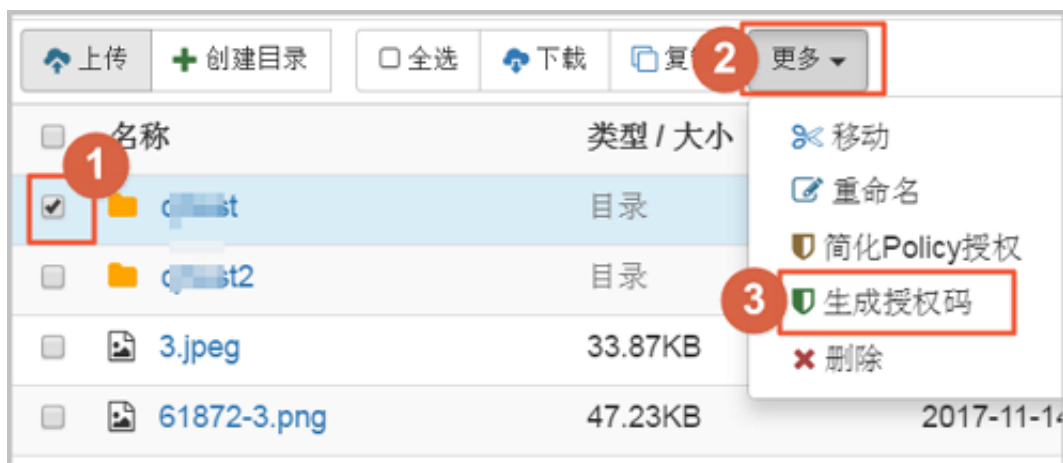 上传 创建目录 全选 下载 2 更多
名称 类型 / 大小 移动
1
目录 重命名
简化Policy授权
目录
3 生成授权码
3.jpeg 33.87KB
删除
61872-3.png 47.23KB 2017-11-14